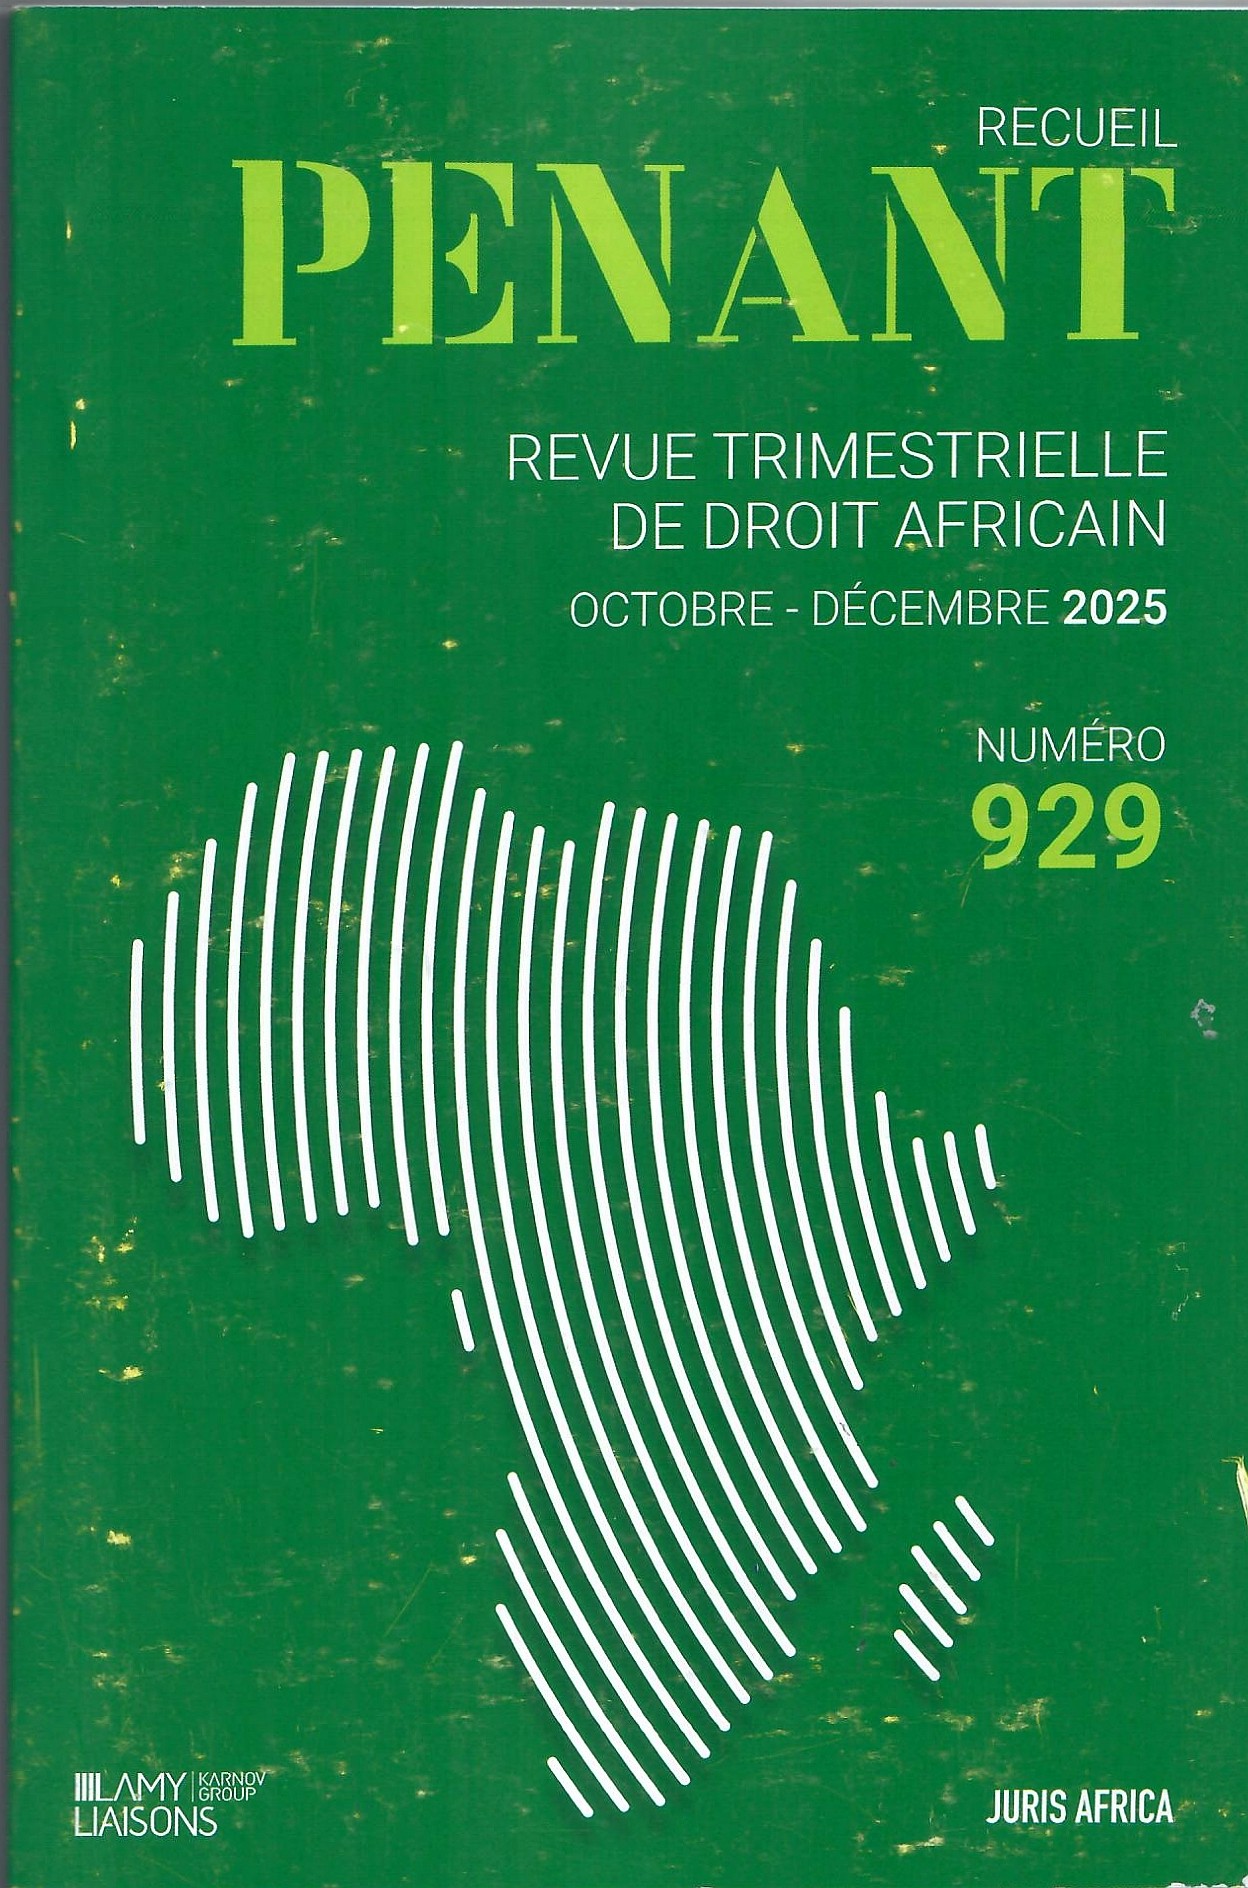 RECUEIL
PENANT
REVUE TRIMESTRIELLE
DE DROIT AFRICAIN
OCTOBRE - DÉCEMBRE 2025
NUMÉRO
929
LAMY
LIAISONS
KARNOV
GROUP
JURIS AFRICA